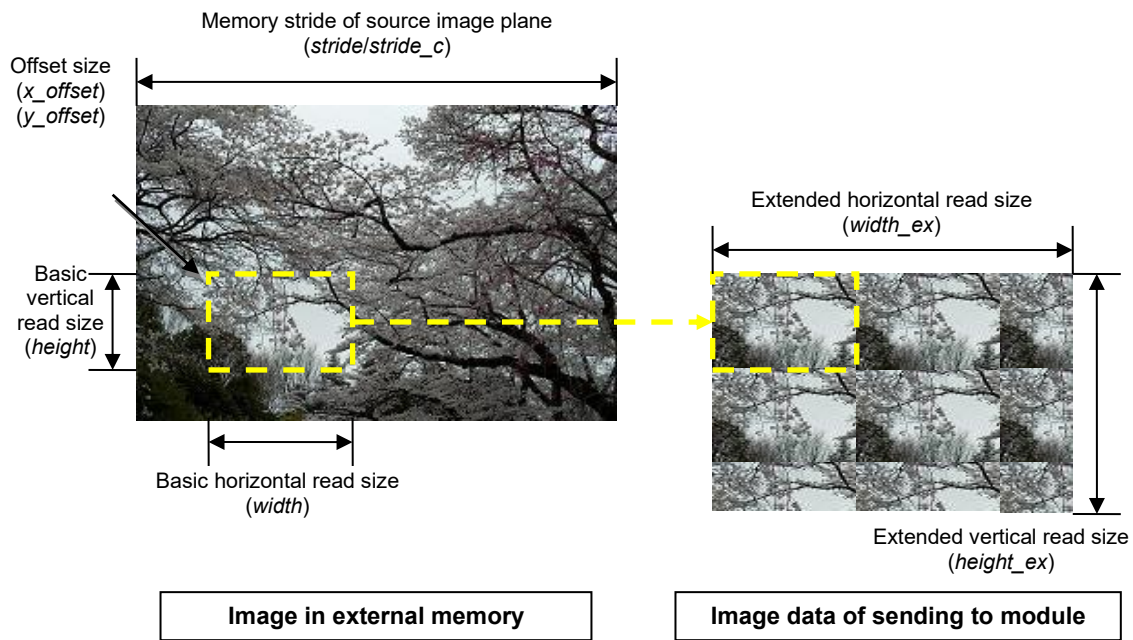 Memory stride of source image plane
(stride/stride_c)
Offset size
(x_offset)
(y_offset)
Extended horizontal read size
(width_ex)
Basic
vertical
read size
(height)
Basic horizontal read size
(width)
Extended vertical read size
(height_ex)
Image in external memory
Image data of sending to module